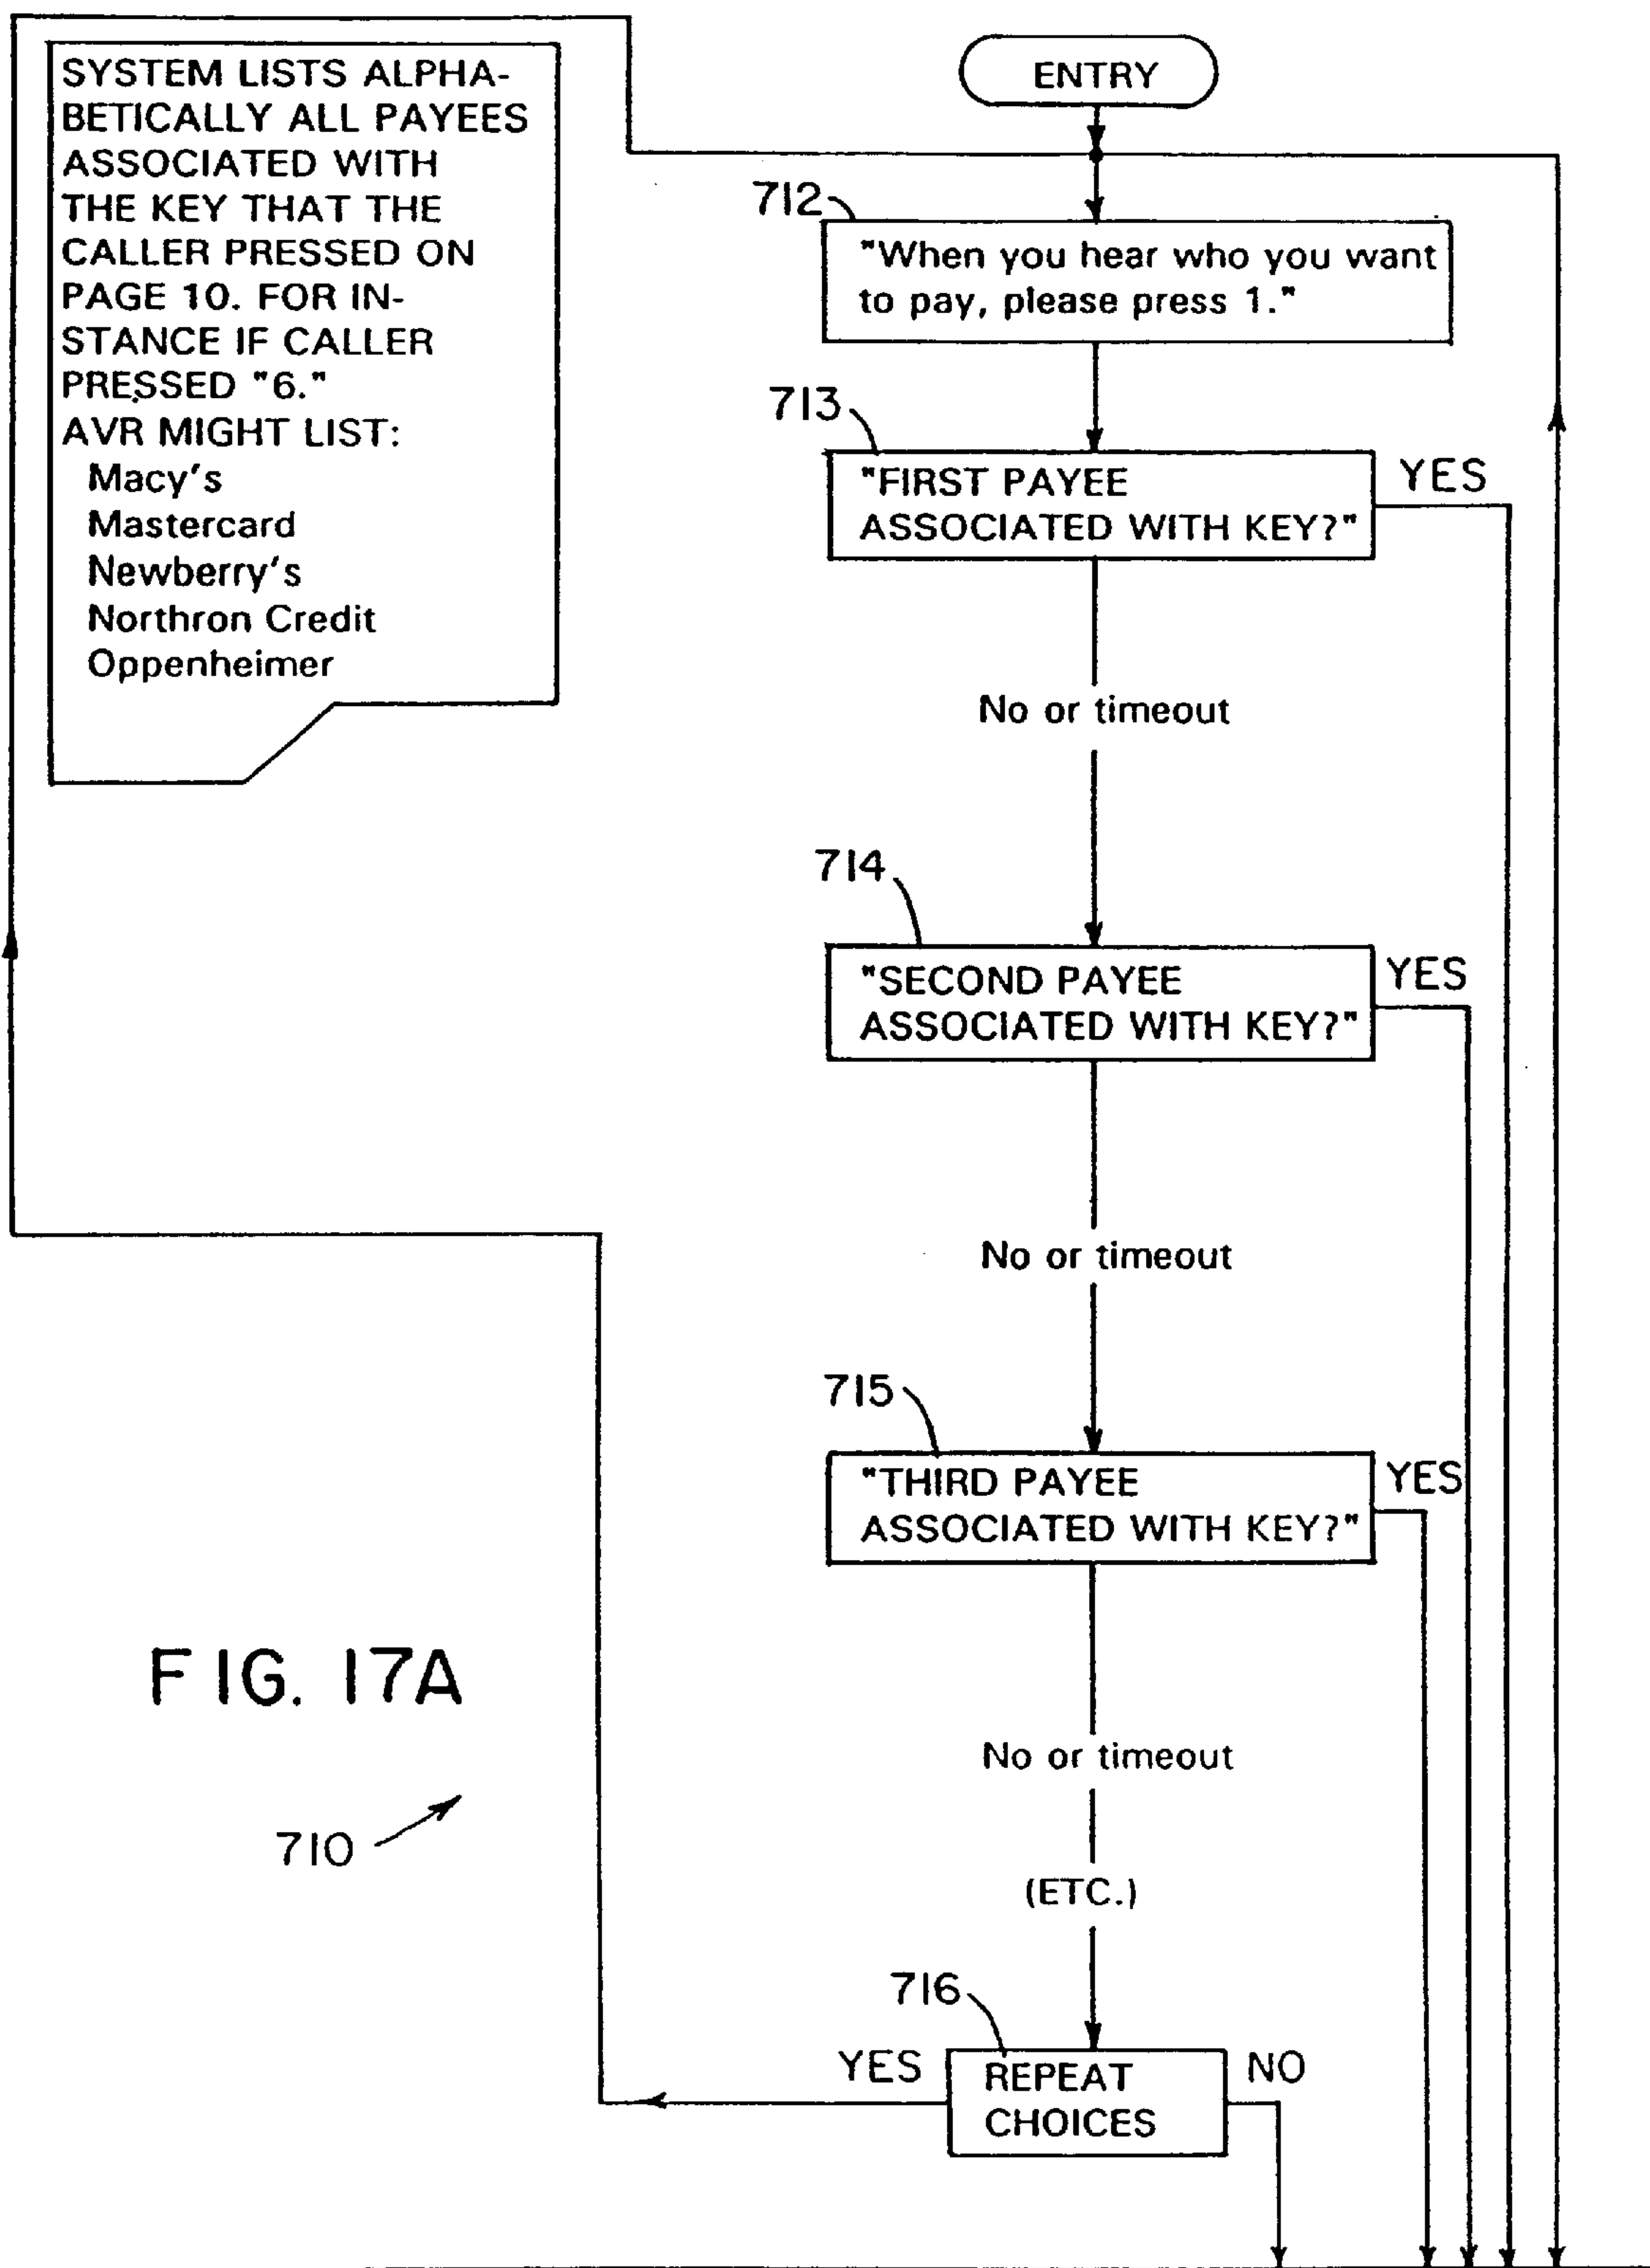 SYSTEM LISTS ALPHA-
BETICALLY ALL PAYEES
ASSOCIATED WITH
THE KEY THAT THE
CALLER PRESSED ON
PAGE 10. FOR IN-
STANCE IF CALLER
PRESSED "6."
AVR MIGHT LIST:
Macy's
Mastercard
Newberry's
Northron Credit
Oppenheimer
ENTRY
712
"When you hear who you want
to pay, please press 1."
713
"FIRST PAYEE
ASSOCIATED WITH KEY?"
YES
No or timeout
714
"SECOND PAYEE
ASSOCIATED WITH KEY?"
YES
No or timeout
715
"THIRD PAYEE
ASSOCIATED WITH KEY?"
YES
No or timeout
(ETC.)
716
YES
REPEAT
CHOICES
NO
FIG. 17A
710